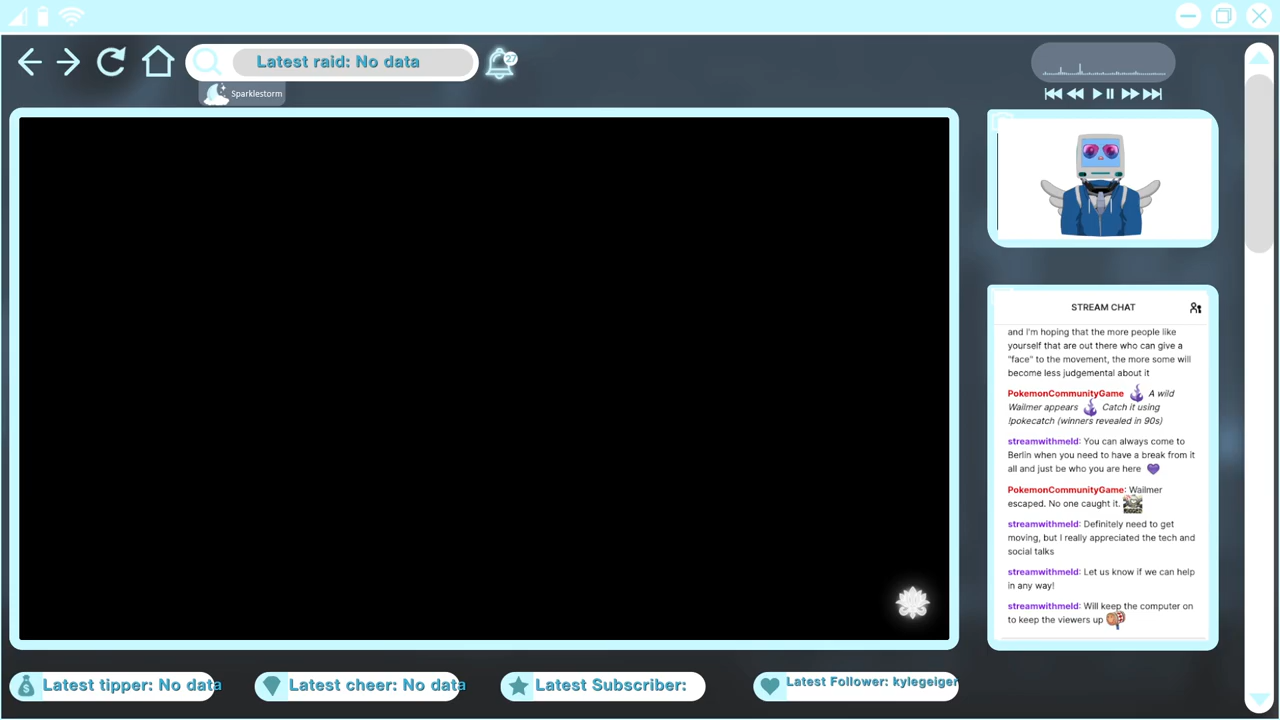 Latest raid: No data
27
Sparklestorm
STREAM CHAT
and I'm hoping that the more people like
yourself that are out there who can give a
"face" to the movement, the more some will
become less judgemental about it
PokemonCommunityGame A wild
Wailmer appears Catch it using
!pokecatch (winners revealed in 90s)
streamwithmeld: You can always come to
Berlin when you need to have a break from it
all and just be who you are here
PokemonCommunityGame: Wailmer
escaped. No one caught it.
streamwithmeld: Definitely need to get
moving, but I really appreciated the tech and
social talks
streamwithmeld: Let us know if we can help
in any way!
streamwithmeld: Will keep the computer on
to keep the viewers up
Latest tipper: No data
Latest cheer: No data
Latest Subscriber:
Latest Follower: kylegeiger